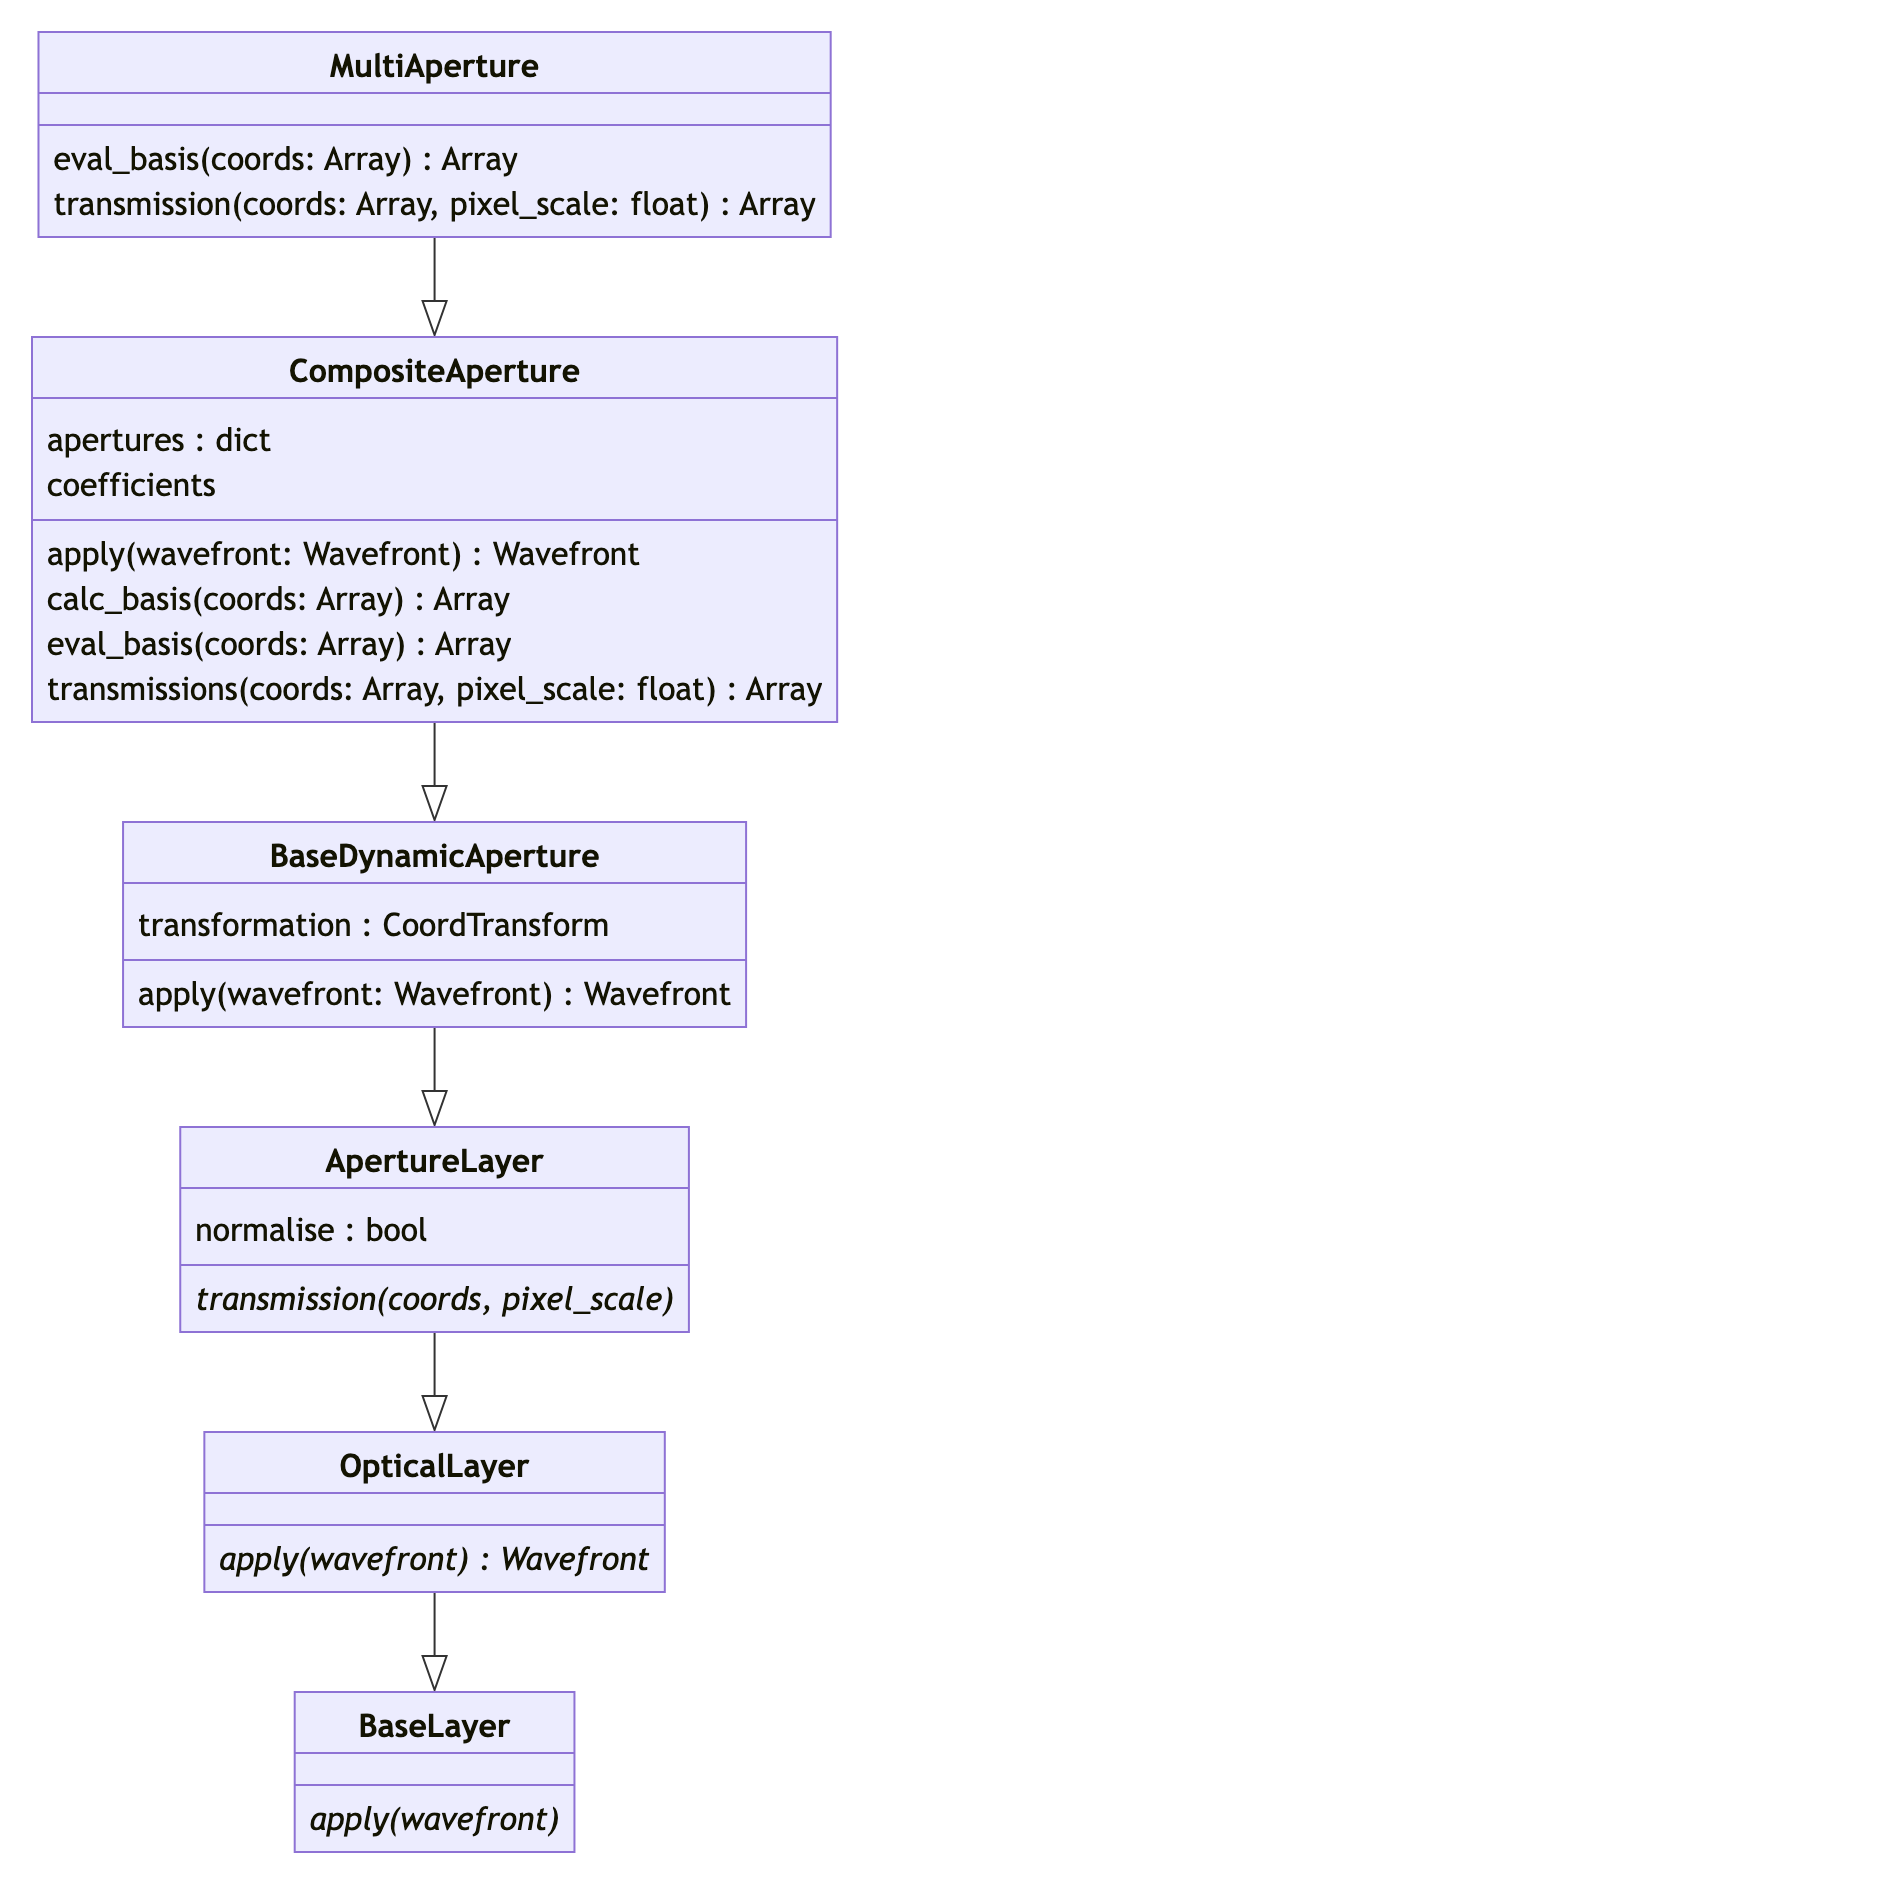 MultiAperture
eval_basis(coords: Array) : Array
transmission(coords: Array, pixel_scale: float) : Array
CompositeAperture
apertures : dict
coefficients
apply(wavefront: Wavefront) : Wavefront
calc_basis(coords: Array) : Array
eval_basis(coords: Array) : Array
transmissions(coords: Array, pixel_scale: float) : Array
BaseDynamicAperture
transformation : CoordTransform
apply(wavefront: Wavefront) : Wavefront
ApertureLayer
normalise : bool
transmission(coords, pixel_scale)
OpticalLayer
apply(wavefront) : Wavefront
BaseLayer
apply(wavefront)